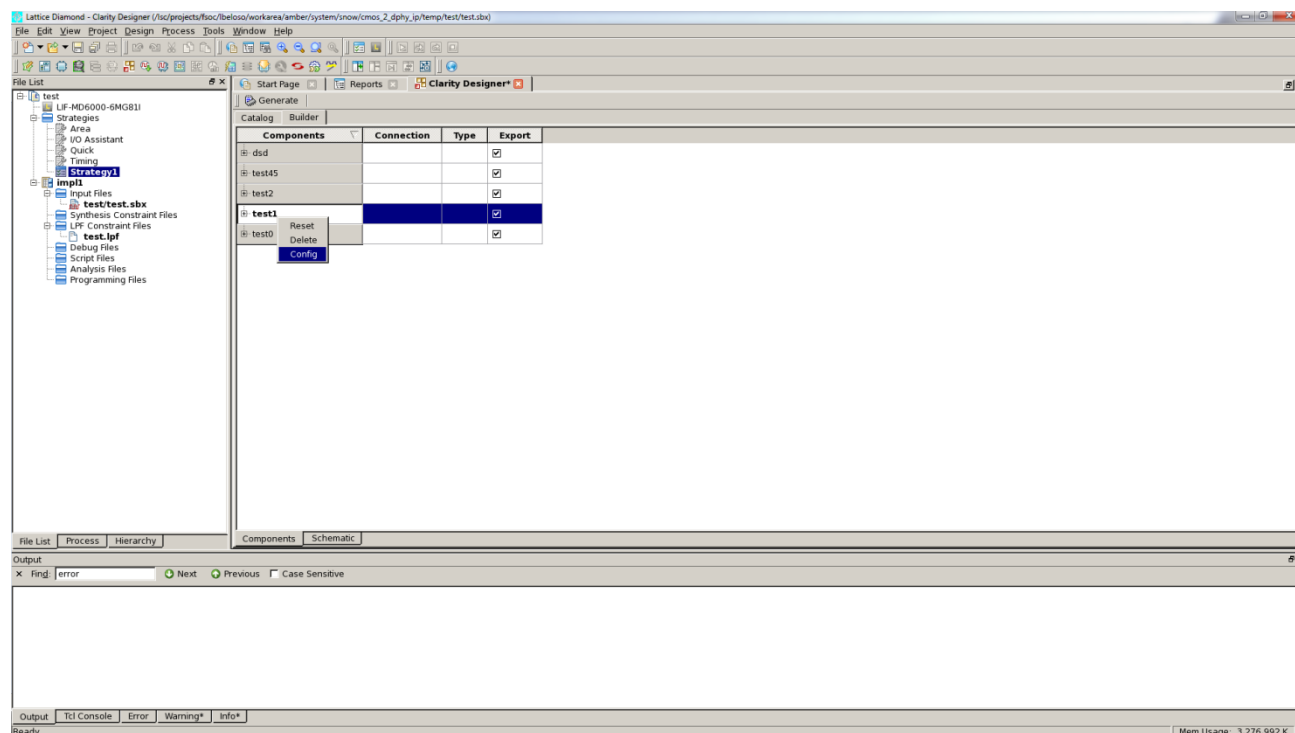 Lattice Diamond - Clarity Designer (/lsc/projects/fsoc/lbeloso/workarea/amber/system/snow/cmos_2_dphy_ip/temp/test/test.sbx)
File Edit View Project Design Process Tools Window Help
File List
Start Page Reports Clarity Designer*
test
LIF-MD6000-6MG81I
Strategies
Area
I/O Assistant
Quick
Timing
Strategy1
impl1
Input Files
test/test.sbx
Synthesis Constraint Files
LPF Constraint Files
test.lpf
Debug Files
Script Files
Analysis Files
Programming Files
Generate
Catalog Builder
Components Connection Type Export
dsd
test45
test2
test1
test0
Reset
Delete
Config
File List Process Hierarchy
Components Schematic
Output
Find: error Next Previous Case Sensitive
Output Tcl Console Error Warning* Info*
Ready
Mem Usage: 3,276,992 K